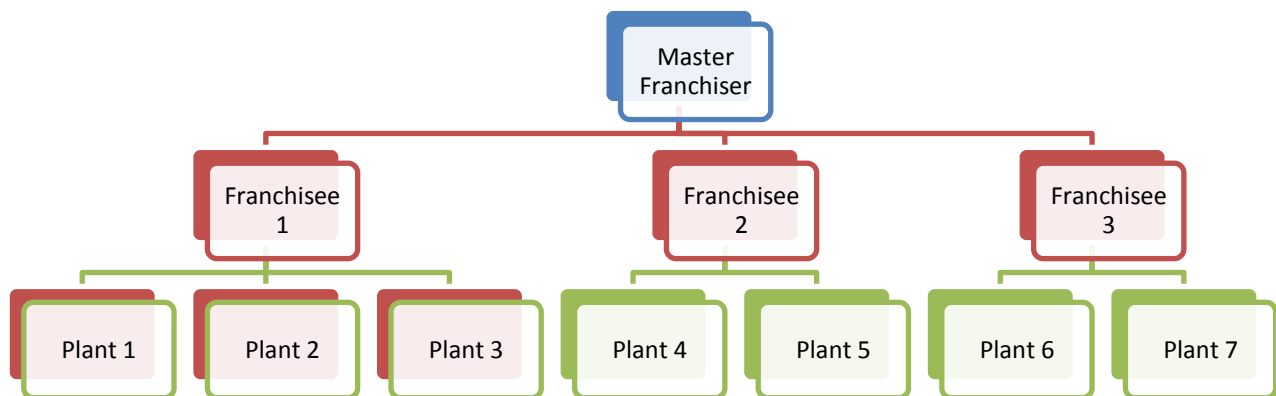 Master
Franchiser
Franchisee
1
Franchisee
2
Franchisee
3
Plant 1
Plant 2
Plant 3
Plant 4
Plant 5
Plant 6
Plant 7